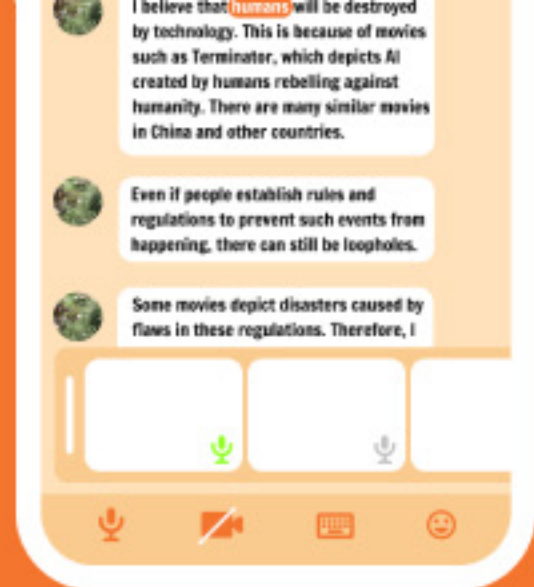 I believe that humans will be destroyed
by technology. This is because of movies
such as Terminator, which depicts AI
created by humans rebelling against
humanity. There are many similar movies
in China and other countries.
Even if people establish rules and
regulations to prevent such events from
happening, there can still be loopholes.
Some movies depict disasters caused by
flaws in these regulations. Therefore, I